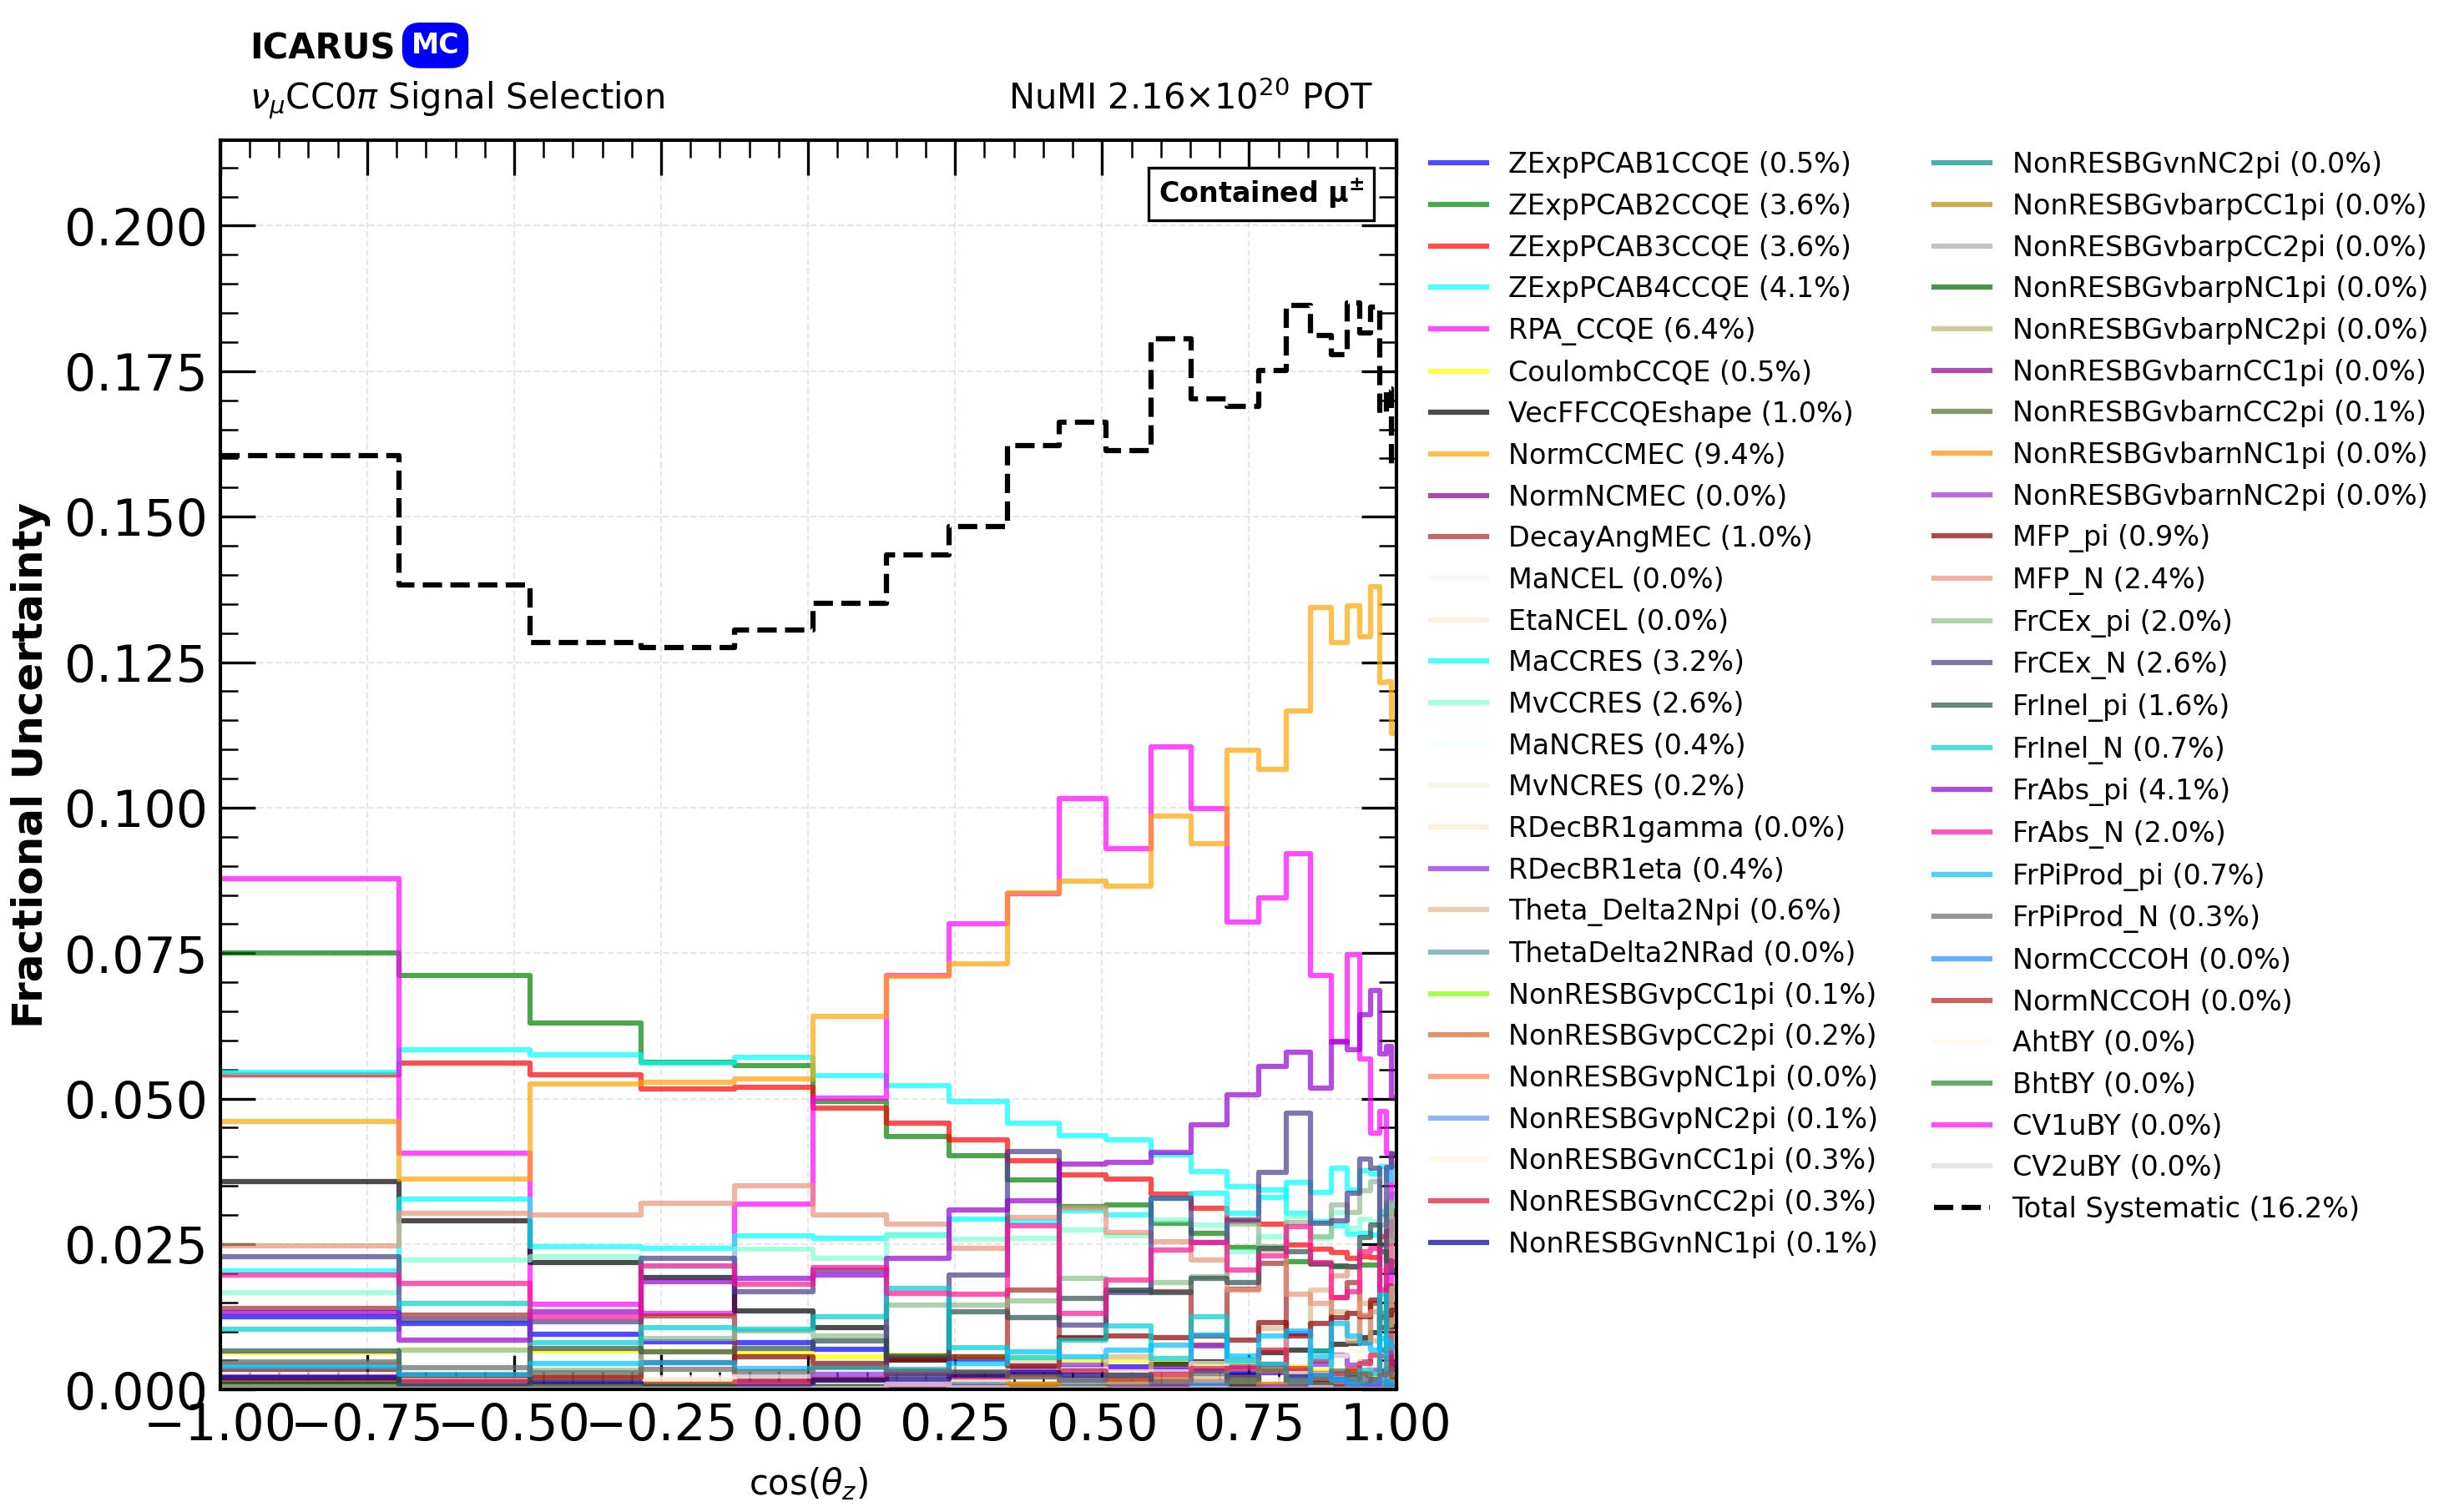 ICARUS MC
νμCC0π Signal Selection
NuMI 2.16×10²⁰ POT
Contained μ±
Fractional Uncertainty
0.200
0.175
0.150
0.125
0.100
0.075
0.050
0.025
0.000
−1.00 −0.75 −0.50 −0.25 0.00 0.25 0.50 0.75 1.00
cos(θz)
ZExpPCAB1CCQE (0.5%)
ZExpPCAB2CCQE (3.6%)
ZExpPCAB3CCQE (3.6%)
ZExpPCAB4CCQE (4.1%)
RPA_CCQE (6.4%)
CoulombCCQE (0.5%)
VecFFCCQEshape (1.0%)
NormCCMEC (9.4%)
NormNCMEC (0.0%)
DecayAngMEC (1.0%)
MaNCEL (0.0%)
EtaNCEL (0.0%)
MaCCRES (3.2%)
MvCCRES (2.6%)
MaNCRES (0.4%)
MvNCRES (0.2%)
RDecBR1gamma (0.0%)
RDecBR1eta (0.4%)
Theta_Delta2Npi (0.6%)
ThetaDelta2NRad (0.0%)
NonRESBGvpCC1pi (0.1%)
NonRESBGvpCC2pi (0.2%)
NonRESBGvpNC1pi (0.0%)
NonRESBGvpNC2pi (0.1%)
NonRESBGvnCC1pi (0.3%)
NonRESBGvnCC2pi (0.3%)
NonRESBGvnNC1pi (0.1%)
NonRESBGvnNC2pi (0.0%)
NonRESBGvbarpCC1pi (0.0%)
NonRESBGvbarpCC2pi (0.0%)
NonRESBGvbarpNC1pi (0.0%)
NonRESBGvbarpNC2pi (0.0%)
NonRESBGvbarnCC1pi (0.0%)
NonRESBGvbarnCC2pi (0.1%)
NonRESBGvbarnNC1pi (0.0%)
NonRESBGvbarnNC2pi (0.0%)
MFP_pi (0.9%)
MFP_N (2.4%)
FrCEx_pi (2.0%)
FrCEx_N (2.6%)
FrInel_pi (1.6%)
FrInel_N (0.7%)
FrAbs_pi (4.1%)
FrAbs_N (2.0%)
FrPiProd_pi (0.7%)
FrPiProd_N (0.3%)
NormCCCOH (0.0%)
NormNCCOH (0.0%)
AhtBY (0.0%)
BhtBY (0.0%)
CV1uBY (0.0%)
CV2uBY (0.0%)
Total Systematic (16.2%)